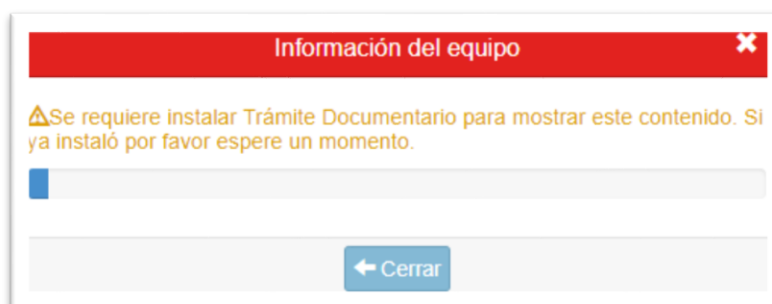 Información del equipo
Se requiere instalar Trámite Documentario para mostrar este contenido. Si
ya instaló por favor espere un momento.
Cerrar